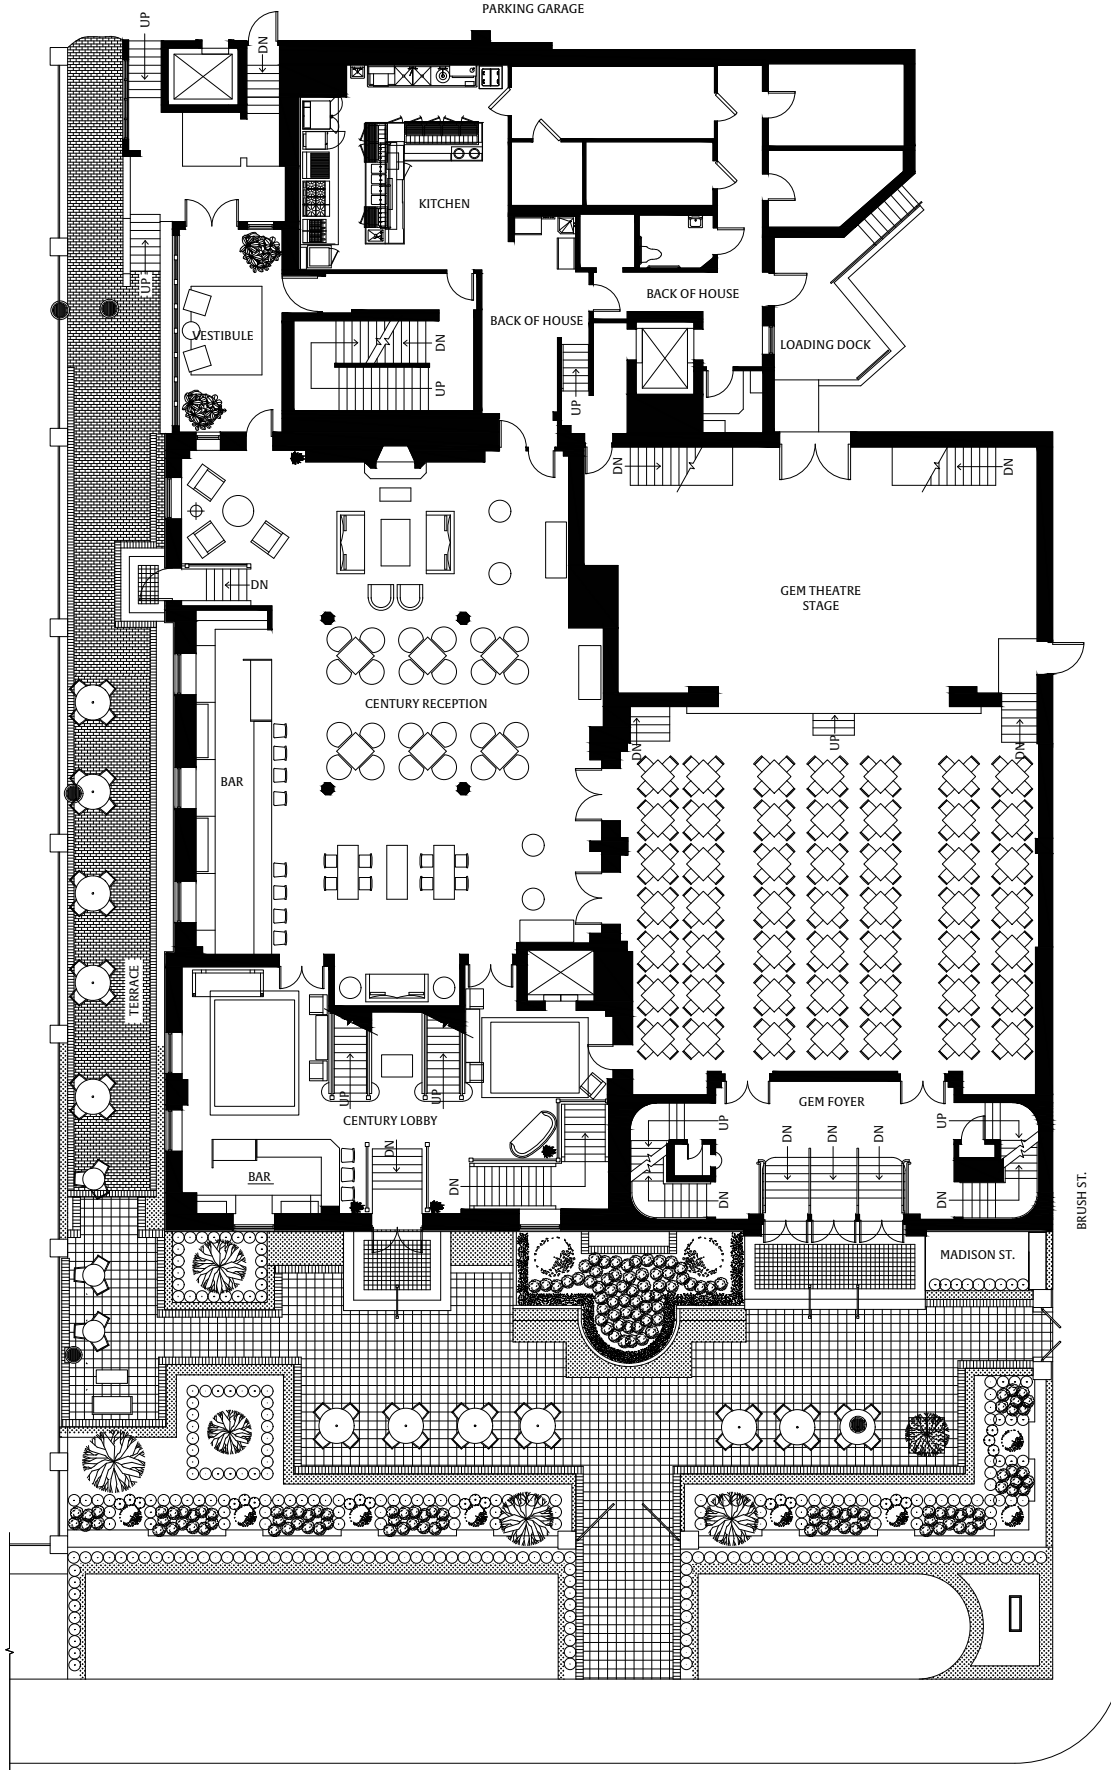 PARKING GARAGE
UP
DN
KITCHEN
UP
VESTIBULE
BACK OF HOUSE
BACK OF HOUSE
LOADING DOCK
DN
UP
UP
DN
DN
DN
GEM THEATRE
STAGE
CENTURY RECEPTION
DN
UP
DN
BAR
TERRACE
UP
UP
CENTURY LOBBY
GEM FOYER
DN
BAR
DN
UP
DN
DN
DN
DN
UP
DN
BRUSH ST.
MADISON ST.